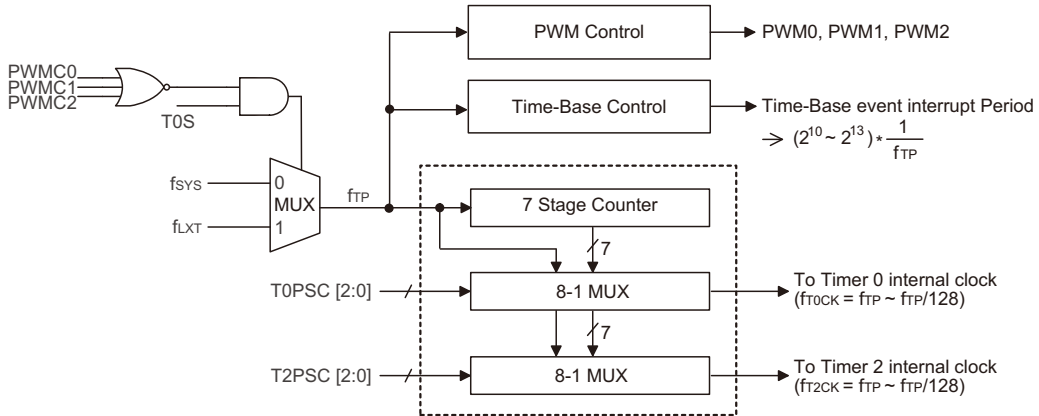 PWM Control
PWM0, PWM1, PWM2
PWMC0
PWMC1
PWMC2
T0S
Time-Base Control
Time-Base event interrupt Period
→ (2^10 ~ 2^13) * 1/fTP
fSYS
0
MUX
fLXT
1
fTP
7 Stage Counter
7
T0PSC [2:0]
8-1 MUX
To Timer 0 internal clock
(fT0CK = fTP ~ fTP/128)
7
T2PSC [2:0]
8-1 MUX
To Timer 2 internal clock
(fT2CK = fTP ~ fTP/128)